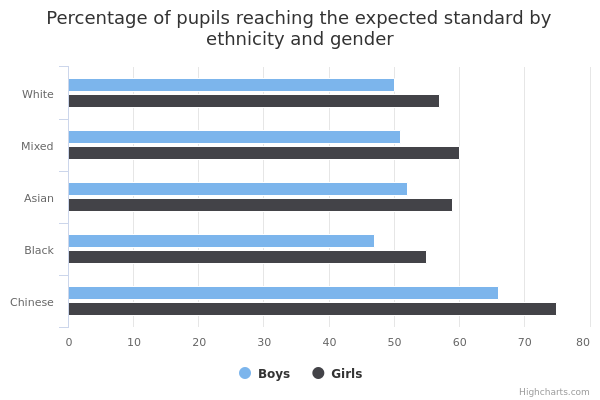 Percentage of pupils reaching the expected standard by
ethnicity and gender
White
Mixed
Asian
Black
Chinese
0 10 20 30 40 50 60 70 80
Boys Girls
Highcharts.com